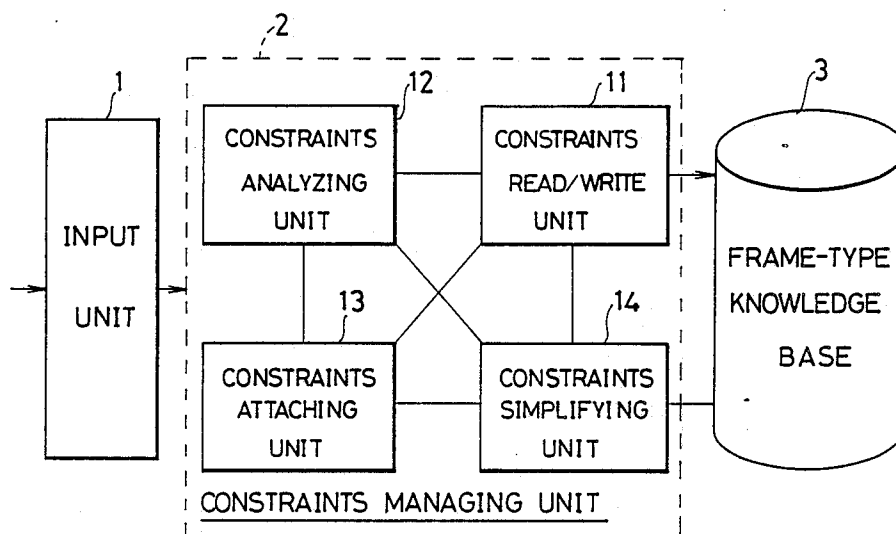 2
1
12
11
3
CONSTRAINTS
ANALYZING
UNIT
CONSTRAINTS
READ/WRITE
UNIT
INPUT
UNIT
FRAME-TYPE
KNOWLEDGE
BASE
13
14
CONSTRAINTS
ATTACHING
UNIT
CONSTRAINTS
SIMPLIFYING
UNIT
CONSTRAINTS MANAGING UNIT